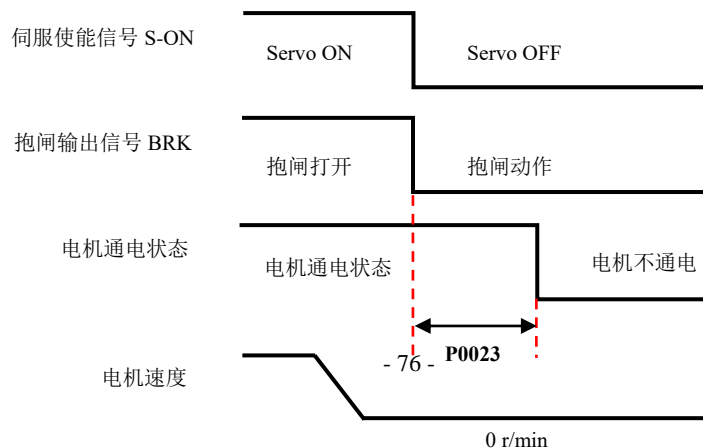 伺服使能信号 S-ON
Servo ON
Servo OFF
抱闸输出信号 BRK
抱闸打开
抱闸动作
电机通电状态
电机通电状态
电机不通电
- 76 -
P0023
电机速度
0 r/min